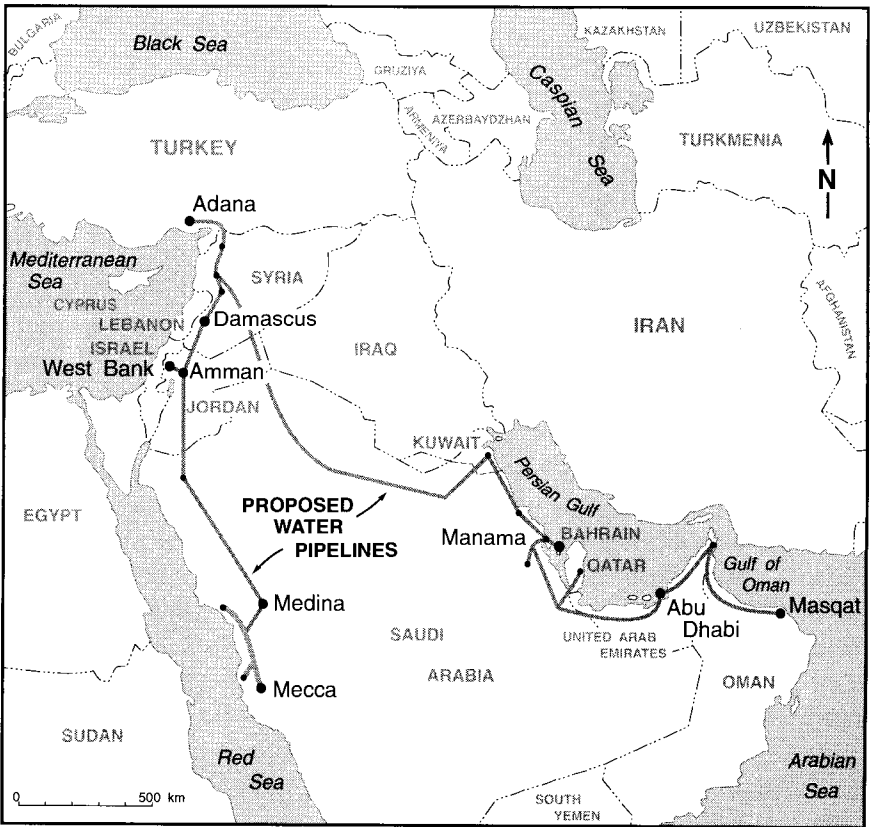 BULGARIA
Black Sea
KAZAKHSTAN
UZBEKISTAN
GRUZIYA
Caspian
Sea
ARMENIYA
AZERBAYDZHAN
TURKMENIA
TURKEY
N
Adana
Mediterranean
Sea
SYRIA
CYPRUS
AFGHANISTAN
LEBANON
Damascus
IRAN
ISRAEL
IRAQ
West Bank
Amman
JORDAN
KUWAIT
Persian Gulf
EGYPT
PROPOSED
WATER
PIPELINES
Manama
BAHRAIN
QATAR
Gulf of
Oman
Medina
Abu
Dhabi
Masqat
SAUDI
ARABIA
UNITED ARAB
EMIRATES
Mecca
OMAN
SUDAN
Red
Sea
Arabian
Sea
0 500 km
SOUTH
YEMEN